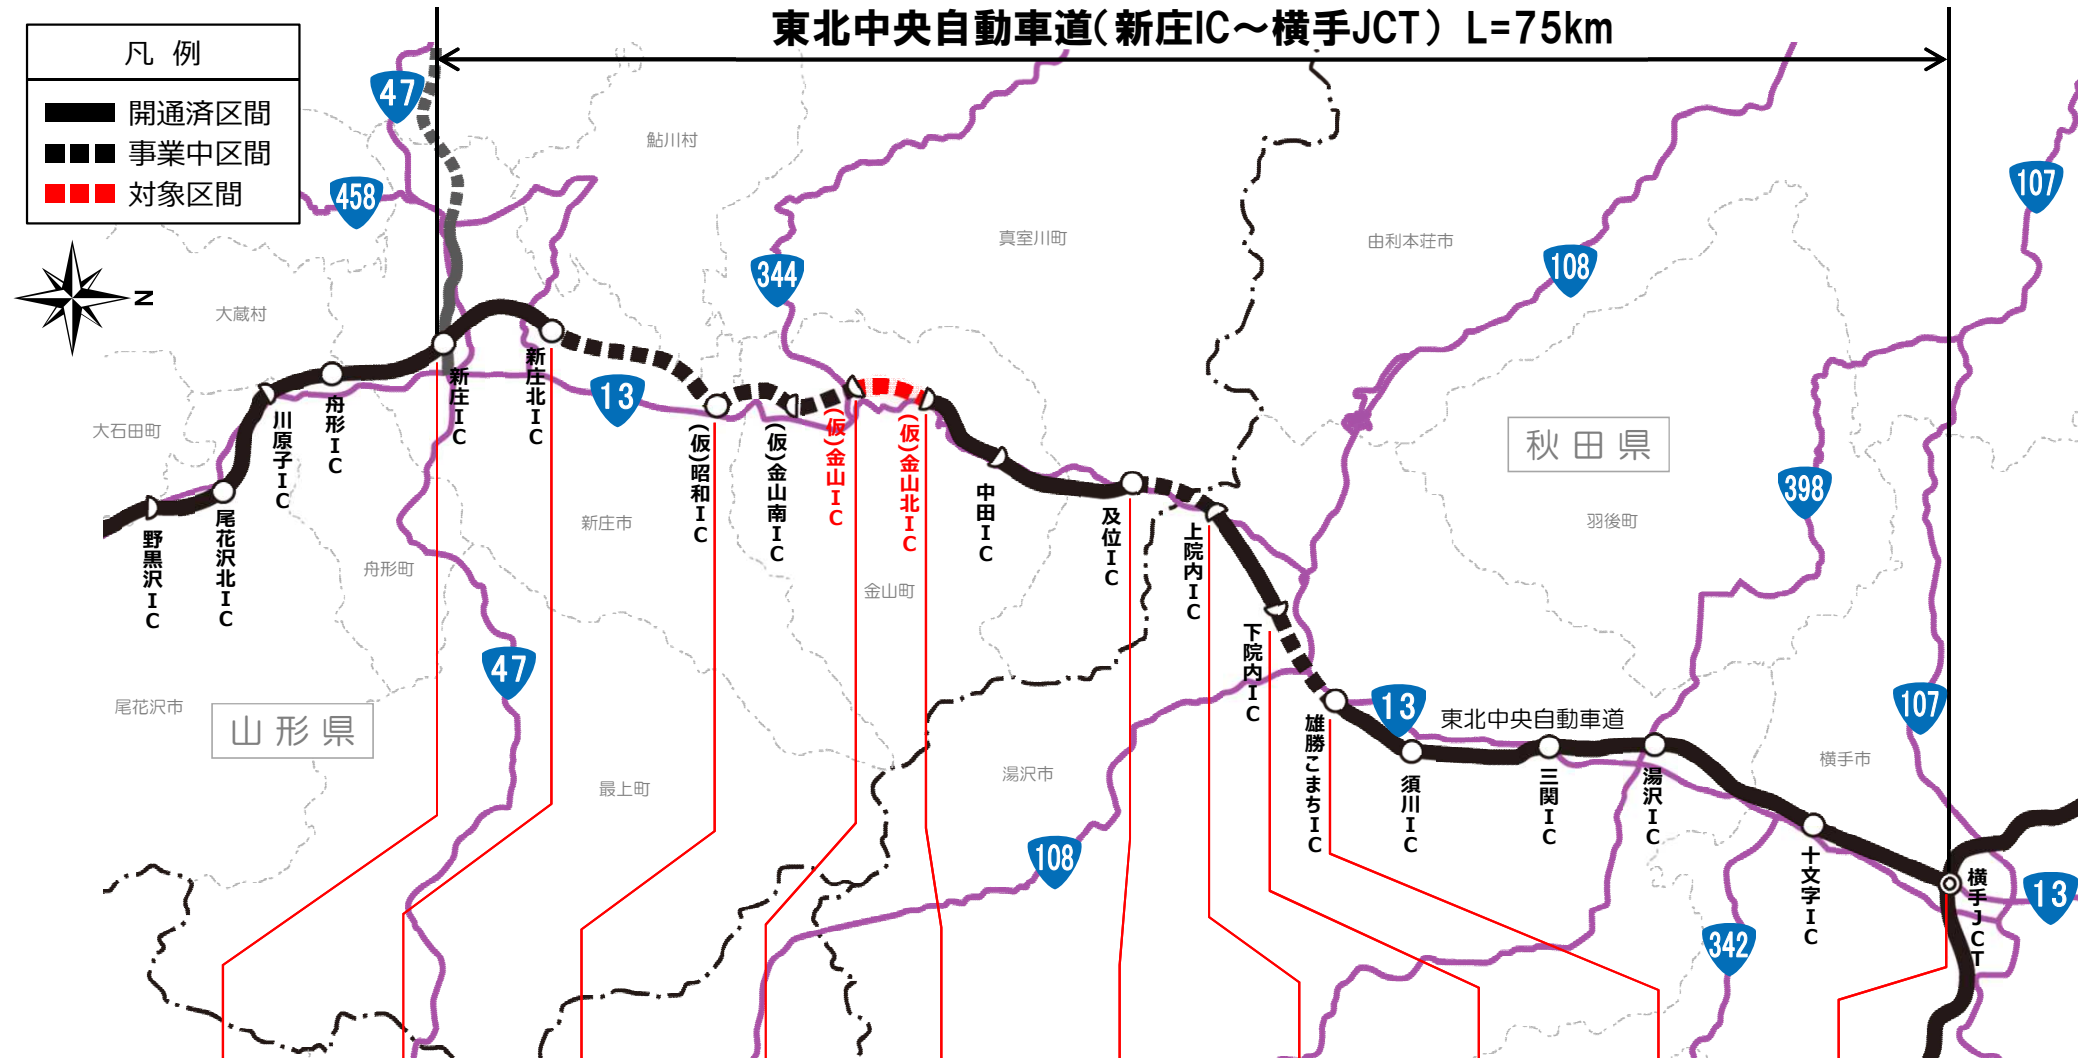 東北中央自動車道(新庄IC～横手JCT) L=75km
凡 例
開通済区間
事業中区間
対象区間
N
47
458
344
108
107
13
鮎川村
真室川町
由利本荘市
大蔵村
大石田町
新庄市
舟形町
尾花沢市
最上町
金山町
湯沢市
羽後町
横手市
山形県
秋田県
398
47
108
13
107
342
13
東北中央自動車道
野黒沢IC
尾花沢北IC
川原子IC
舟形IC
新庄IC
新庄北IC
(仮)昭和IC
(仮)金山南IC
(仮)金山IC
(仮)金山北IC
中田IC
及位IC
上院内IC
下院内IC
雄勝こまちIC
須川IC
三関IC
湯沢IC
十文字IC
横手JCT